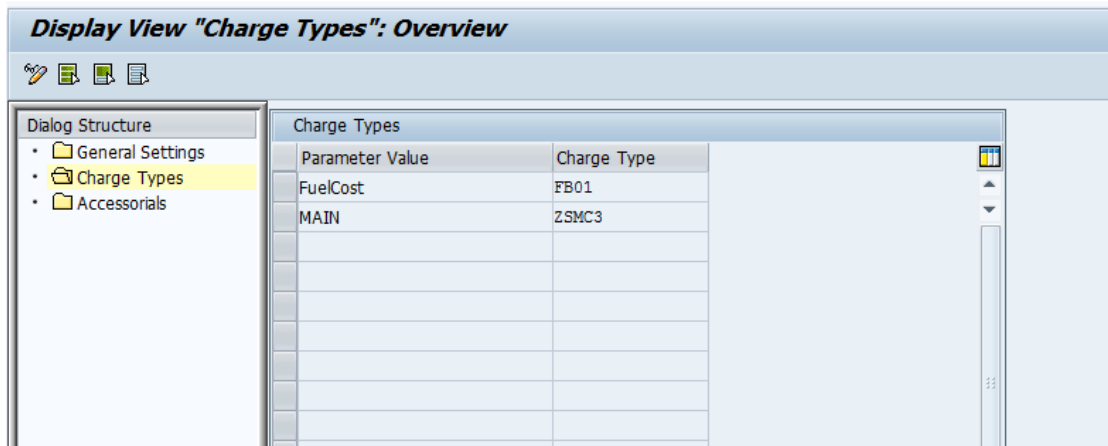 Display View "Charge Types": Overview
Dialog Structure
General Settings
Charge Types
Accessorials
Charge Types
Parameter Value Charge Type
FuelCost FB01
MAIN ZSMC3